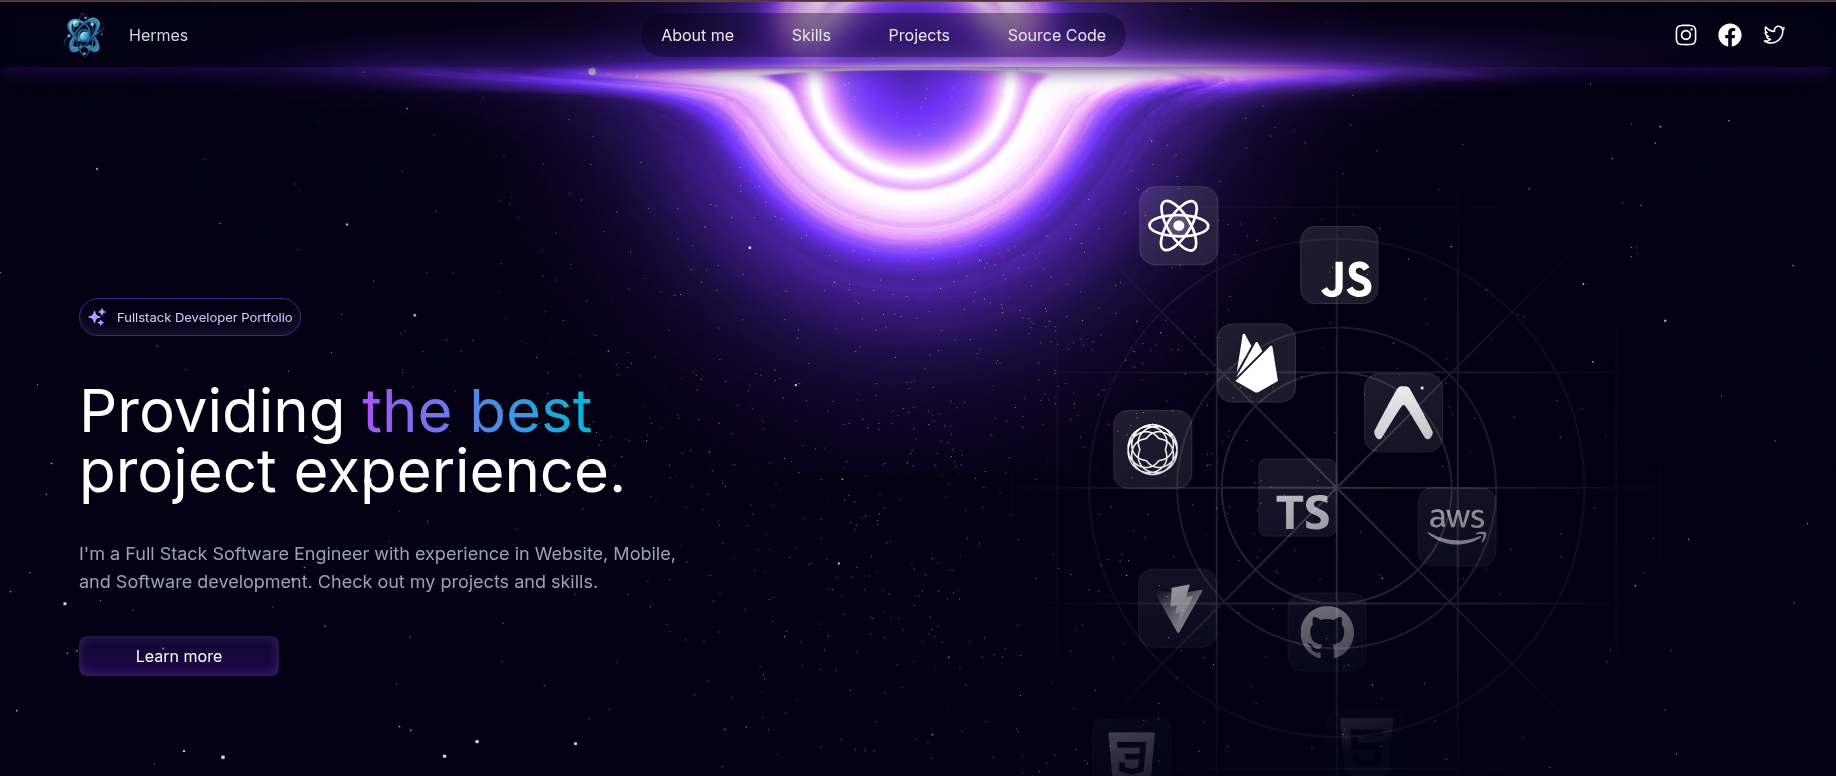 Hermes
About me
Skills
Projects
Source Code
Fullstack Developer Portfolio
Providing the best
project experience.
I'm a Full Stack Software Engineer with experience in Website, Mobile,
and Software development. Check out my projects and skills.
Learn more
JS
TS
aws
3
5